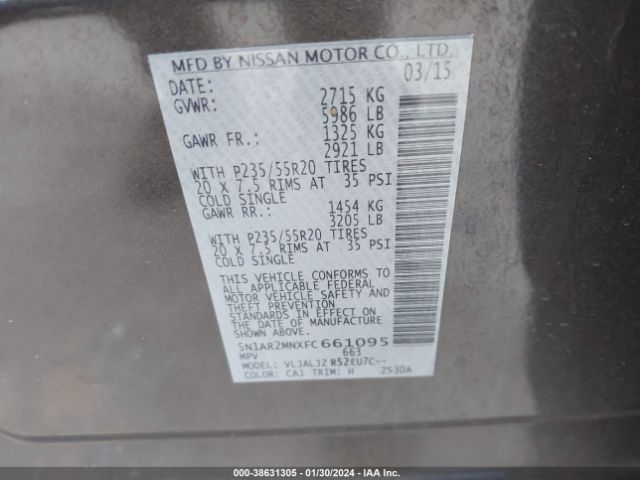 MFD BY NISSAN MOTOR CO., LTD.
DATE: 03/15
GVWR: 2715 KG
5986 LB
GAWR FR.: 1325 KG
2921 LB
WITH P235/55R20 TIRES
20 X 7.5 RIMS AT 35 PSI
COLD SINGLE
GAWR RR.: 1454 KG
3205 LB
WITH P235/55R20 TIRES
20 X 7.5 RIMS AT 35 PSI
COLD SINGLE
THIS VEHICLE CONFORMS TO
ALL APPLICABLE FEDERAL
MOTOR VEHICLE SAFETY AND
THEFT PREVENTION
STANDARDS IN EFFECT ON
THE DATE OF MANUFACTURE
SHOWN ABOVE.
5N1AR2MNXFC661095
MPV 663
MODEL: VLJALJZ R52EU7C--
COLOR: CAJ TRIM: H ZS30A
000-38631305 - 01/30/2024 - IAA Inc.